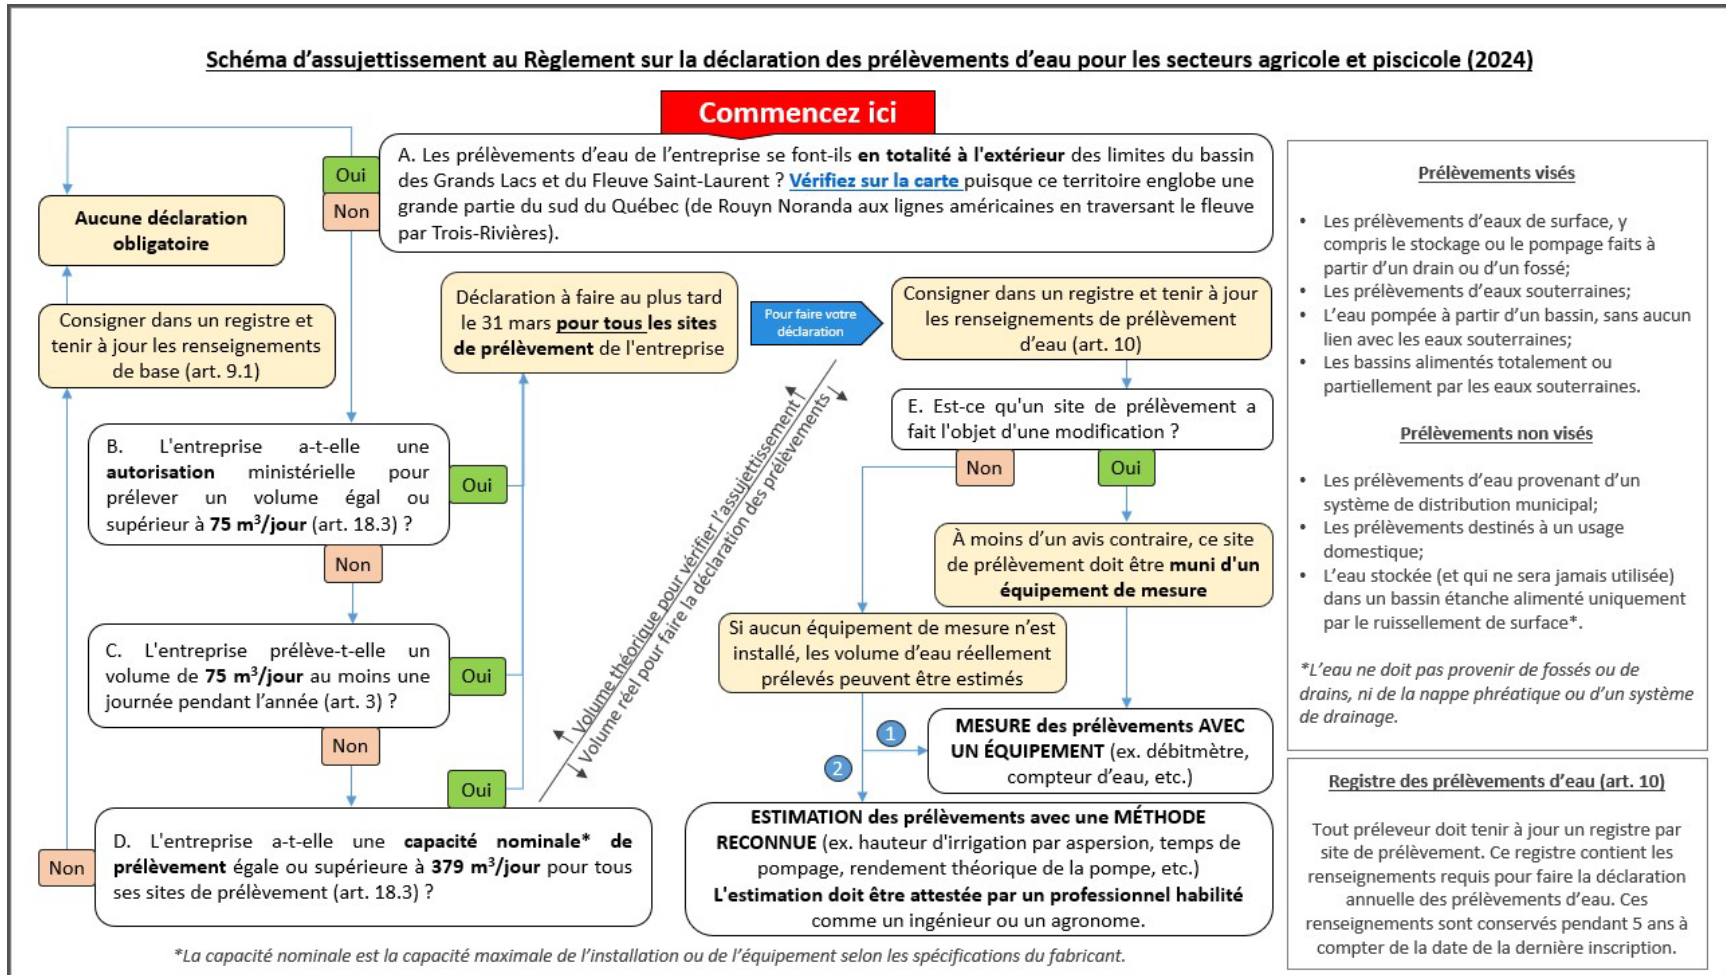 Schéma d'assujettissement au Règlement sur la déclaration des prélèvements d'eau pour les secteurs agricole et piscicole (2024)
Commencez ici
A. Les prélèvements d'eau de l'entreprise se font-ils en totalité à l'extérieur des limites du bassin
des Grands Lacs et du Fleuve Saint-Laurent ? Vérifiez sur la carte puisque ce territoire englobe une
grande partie du sud du Québec (de Rouyn Noranda aux lignes américaines en traversant le fleuve
par Trois-Rivières).
Oui
Non
Aucune déclaration
obligatoire
Consigner dans un registre et
tenir à jour les renseignements
de base (art. 9.1)
Déclaration à faire au plus tard
le 31 mars pour tous les sites
de prélèvement de l'entreprise
Pour faire votre
déclaration
Consigner dans un registre et tenir à jour
les renseignements de prélèvement
d'eau (art. 10)
B. L'entreprise a-t-elle une
autorisation ministérielle pour
prélever un volume égal ou
supérieur à 75 m³/jour (art. 18.3) ?
Oui
Non
C. L'entreprise prélève-t-elle un
volume de 75 m³/jour au moins une
journée pendant l'année (art. 3) ?
Oui
Non
Oui
D. L'entreprise a-t-elle une capacité nominale* de
prélèvement égale ou supérieure à 379 m³/jour pour tous
ses sites de prélèvement (art. 18.3) ?
Non
Volume théorique pour vérifier l'assujettissement
Volume réel pour faire la déclaration des prélèvements
E. Est-ce qu'un site de prélèvement a
fait l'objet d'une modification ?
Non
Oui
À moins d'un avis contraire, ce site
de prélèvement doit être muni d'un
équipement de mesure
Si aucun équipement de mesure n'est
installé, les volume d'eau réellement
prélevés peuvent être estimés
1
2
MESURE des prélèvements AVEC
UN ÉQUIPEMENT (ex. débitmètre,
compteur d'eau, etc.)
ESTIMATION des prélèvements avec une MÉTHODE
RECONNUE (ex. hauteur d'irrigation par aspersion, temps de
pompage, rendement théorique de la pompe, etc.)
L'estimation doit être attestée par un professionnel habilité
comme un ingénieur ou un agronome.
*La capacité nominale est la capacité maximale de l'installation ou de l'équipement selon les spécifications du fabricant.
Prélèvements visés
• Les prélèvements d'eaux de surface, y
compris le stockage ou le pompage faits à
partir d'un drain ou d'un fossé;
• Les prélèvements d'eaux souterraines;
• L'eau pompée à partir d'un bassin, sans aucun
lien avec les eaux souterraines;
• Les bassins alimentés totalement ou
partiellement par les eaux souterraines.
Prélèvements non visés
• Les prélèvements d'eau provenant d'un
système de distribution municipal;
• Les prélèvements destinés à un usage
domestique;
• L'eau stockée (et qui ne sera jamais utilisée)
dans un bassin étanche alimenté uniquement
par le ruissellement de surface*.
*L'eau ne doit pas provenir de fossés ou de
drains, ni de la nappe phréatique ou d'un système
de drainage.
Registre des prélèvements d'eau (art. 10)
Tout préleveur doit tenir à jour un registre par
site de prélèvement. Ce registre contient les
renseignements requis pour faire la déclaration
annuelle des prélèvements d'eau. Ces
renseignements sont conservés pendant 5 ans à
compter de la date de la dernière inscription.